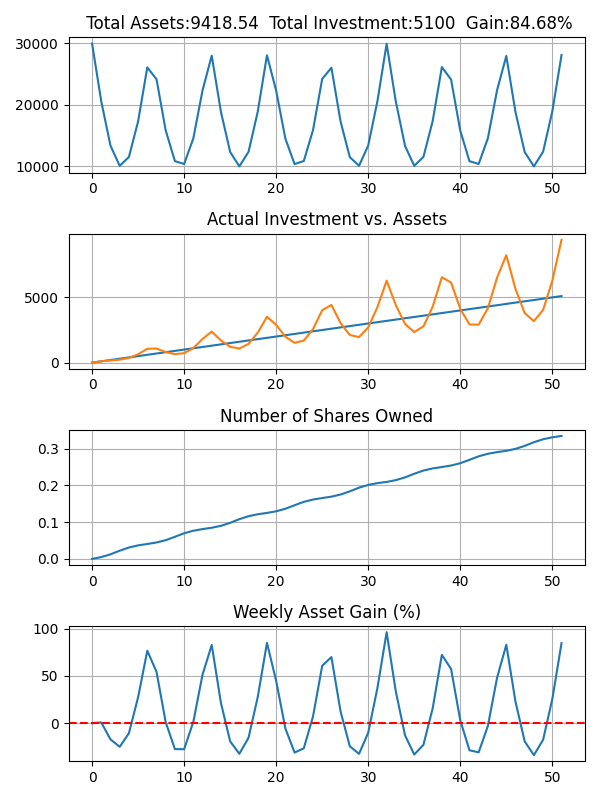 Total Assets:9418.54  Total Investment:5100  Gain:84.68%
30000
20000
10000
0 10 20 30 40 50
Actual Investment vs. Assets
5000
0
0 10 20 30 40 50
Number of Shares Owned
0.3
0.2
0.1
0.0
0 10 20 30 40 50
Weekly Asset Gain (%)
100
50
0
0 10 20 30 40 50